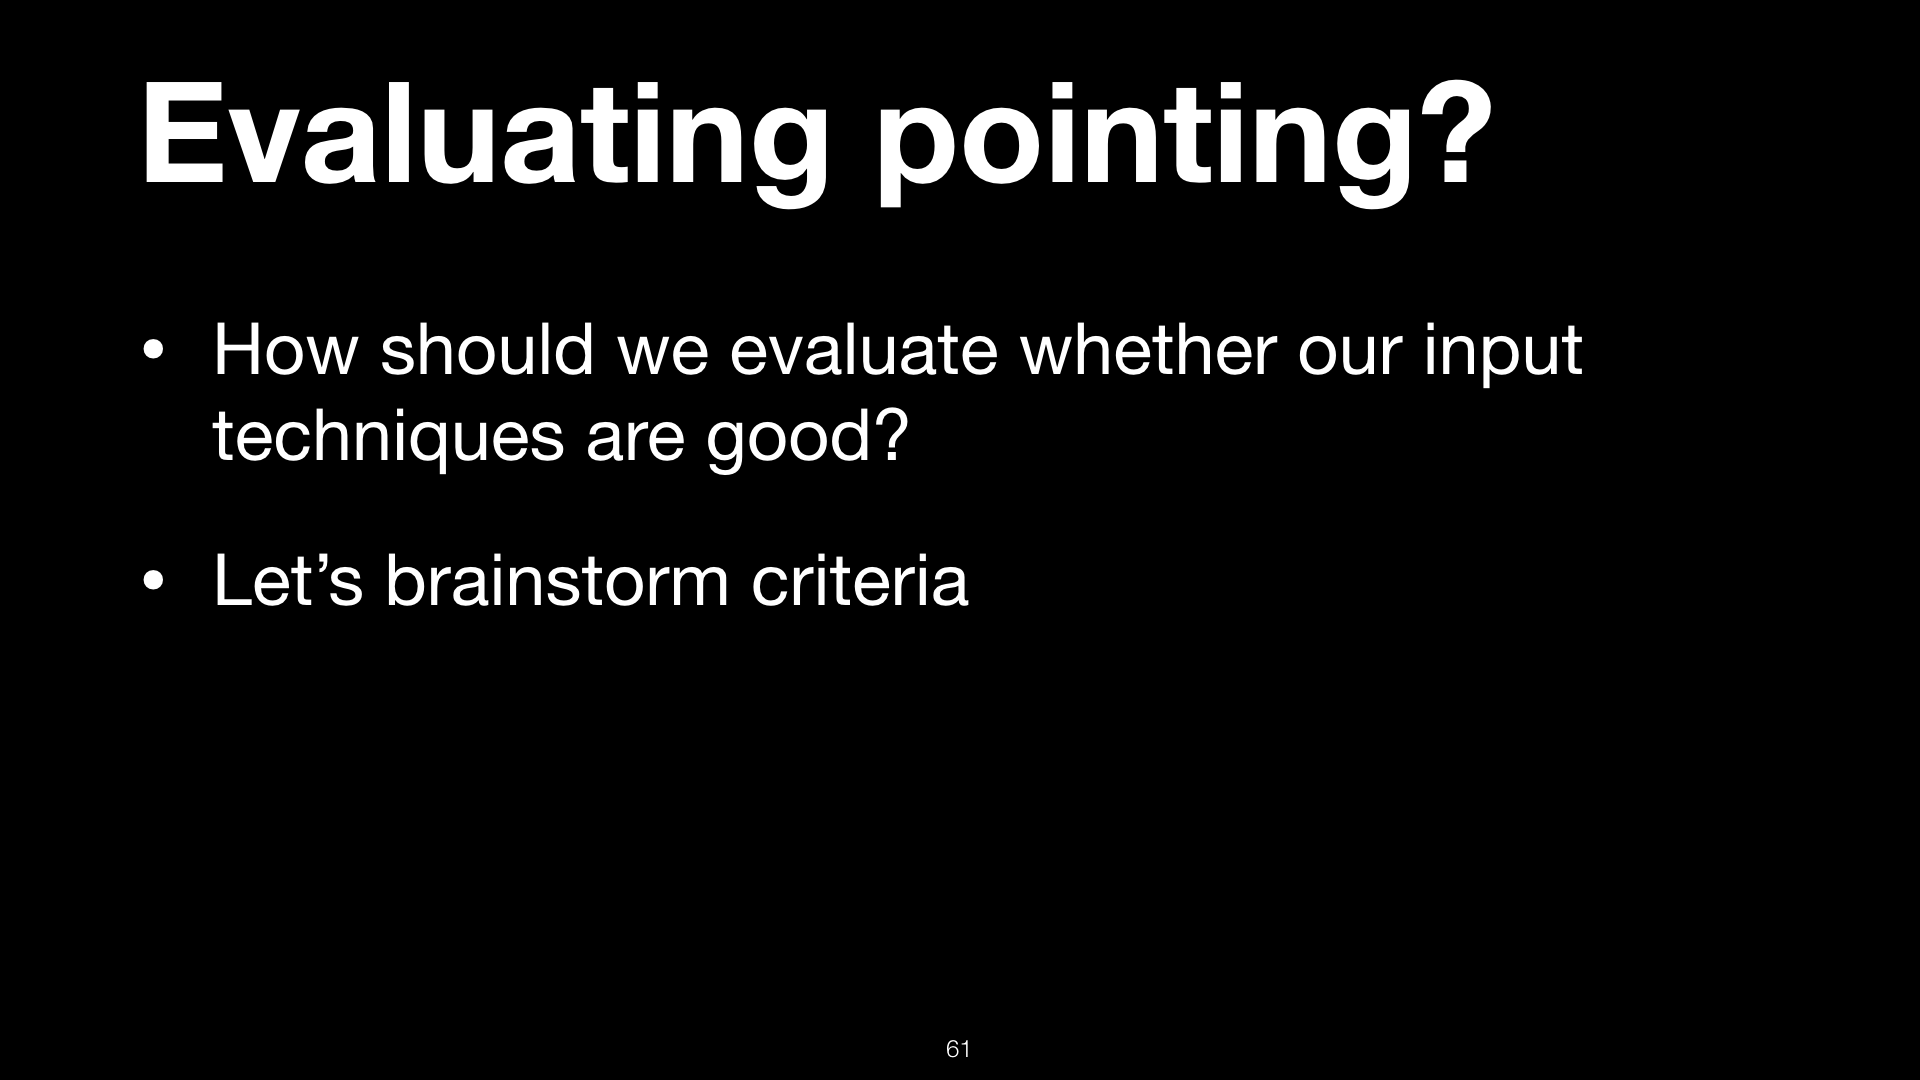 Evaluating pointing?
• How should we evaluate whether our input
techniques are good?
• Let’s brainstorm criteria
61